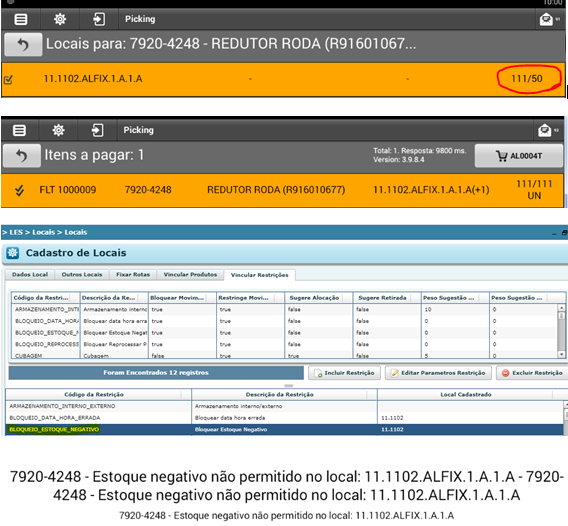 10:00
Picking
Locais para: 7920-4248 - REDUTOR RODA (R91601067...
11.1102.ALFIX.1.A.1.A - - 111/50
Picking
Itens a pagar: 1
Total: 1. Resposta: 9800 ms.
Version: 3.9.8.4
AL0004T
FLT 1000009 7920-4248 REDUTOR RODA (R916010677) 11.1102.ALFIX.1.A.1.A(+1) 111/111
UN
> LES > Locais > Locais
Cadastro de Locais
Dados Local Outros Locais Fixar Rotas Vincular Produtos Vincular Restrições
Código da Restri... Descrição da Re... Bloquear Movim... Restringe Movi... Sugere Alocação Sugere Retirada Peso Sugestão ... Peso Sugestão ...
ARMAZENAMENTO_INTE Armazenamento interno true true false false 10 0
BLOQUEIO_DATA_HORA Bloquear data hora erra true true false false 0 0
BLOQUEIO_ESTOQUE_N Bloquear Estoque Negat true true false false 0 0
BLOQUEIO_REPROCESS Bloquear Reprocessar P true true false false 0 0
CUBAGEM Cubagem false true true false 5 0
Foram Encontrados 12 registros Incluir Restrição Editar Parametros Restrição Excluir Restrição
Código da Restrição Descrição da Restrição Local Cadastrado
ARMAZENAMENTO_INTERNO_EXTERNO Armazenamento interno/externo
BLOQUEIO_DATA_HORA_ERRADA Bloquear data hora errada 11.1102
BLOQUEIO_ESTOQUE_NEGATIVO Bloquear Estoque Negativo 11.1102
7920-4248 - Estoque negativo não permitido no local: 11.1102.ALFIX.1.A.1.A - 7920-
4248 - Estoque negativo não permitido no local: 11.1102.ALFIX.1.A.1.A
7920-4248 - Estoque negativo não permitido no local: 11.1102.ALFIX.1.A.1.A